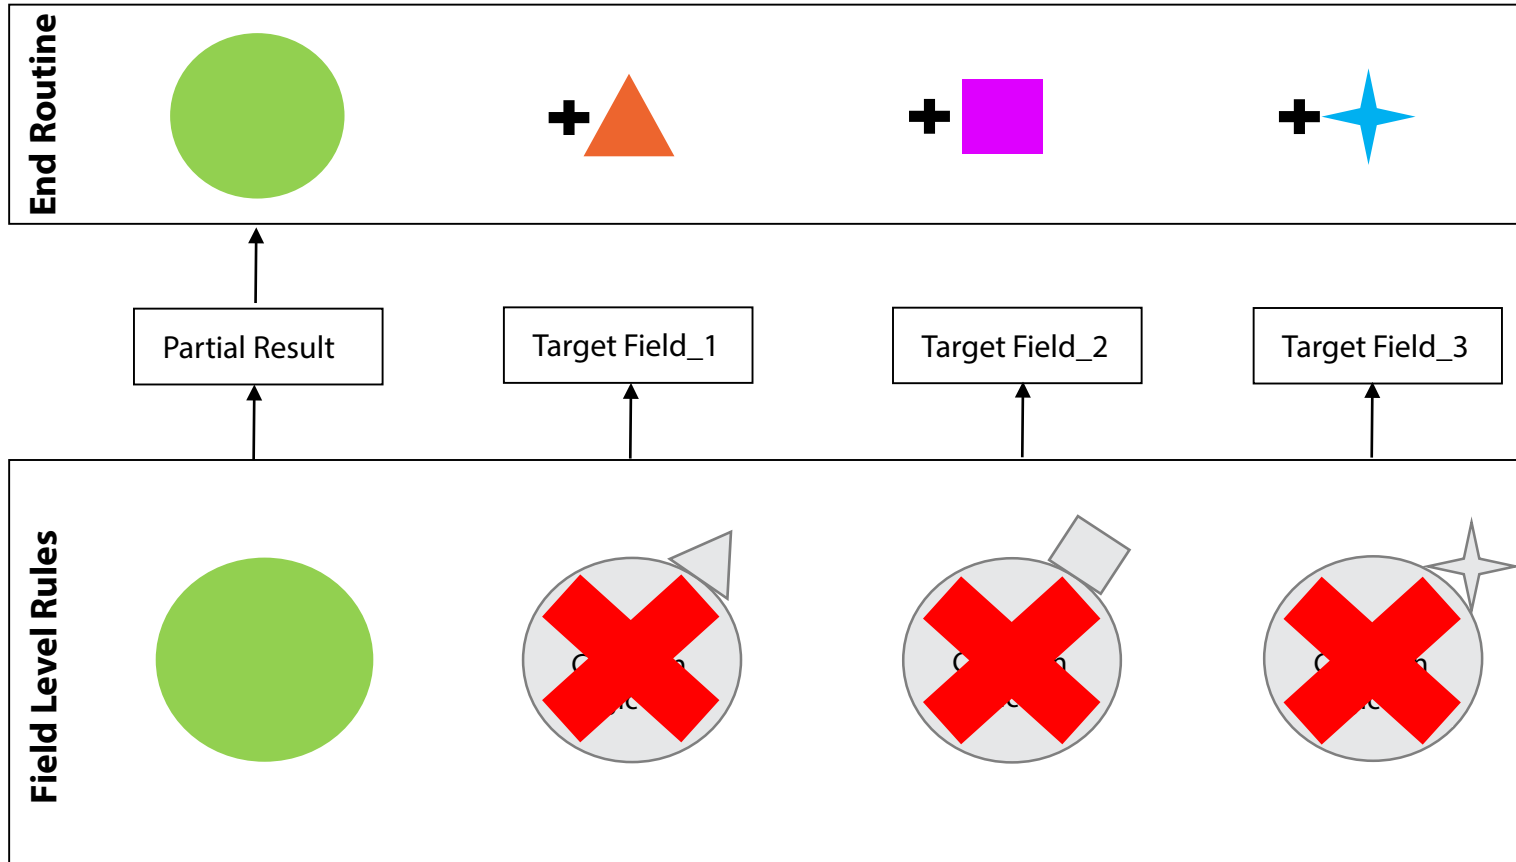 End Routine
Partial Result
Target Field_1
Target Field_2
Target Field_3
Field Level Rules